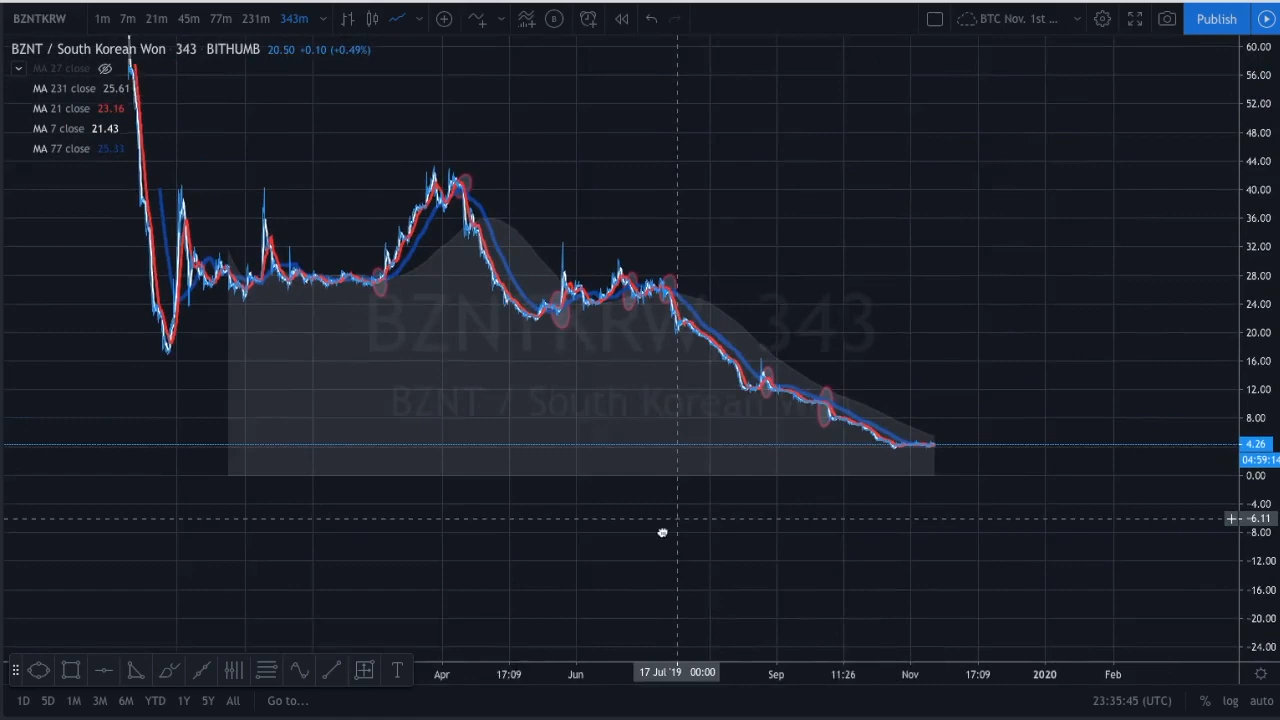 BZNTKRW 1m 7m 21m 45m 77m 231m 343m BTC Nov. 1st ... Publish
BZNT / South Korean Won 343 BITHUMB 20.50 +0.10 (+0.49%)
MA 27 close
MA 231 close 25.61
MA 21 close 23.16
MA 7 close 21.43
MA 77 close 25.33
60.00
56.00
52.00
48.00
44.00
40.00
36.00
32.00
28.00
24.00
20.00
16.00
12.00
8.00
4.26
04:59:14
0.00
-4.00
-6.11
-8.00
-12.00
-16.00
-20.00
-24.00
BZNTKRW, 343
BZNT / South Korean Won
Apr 17:09 Jun 17 Jul '19 00:00 Sep 11:26 Nov 17:09 2020 Feb
1D 5D 1M 3M 6M YTD 1Y 5Y All Go to... 23:35:45 (UTC) % log auto